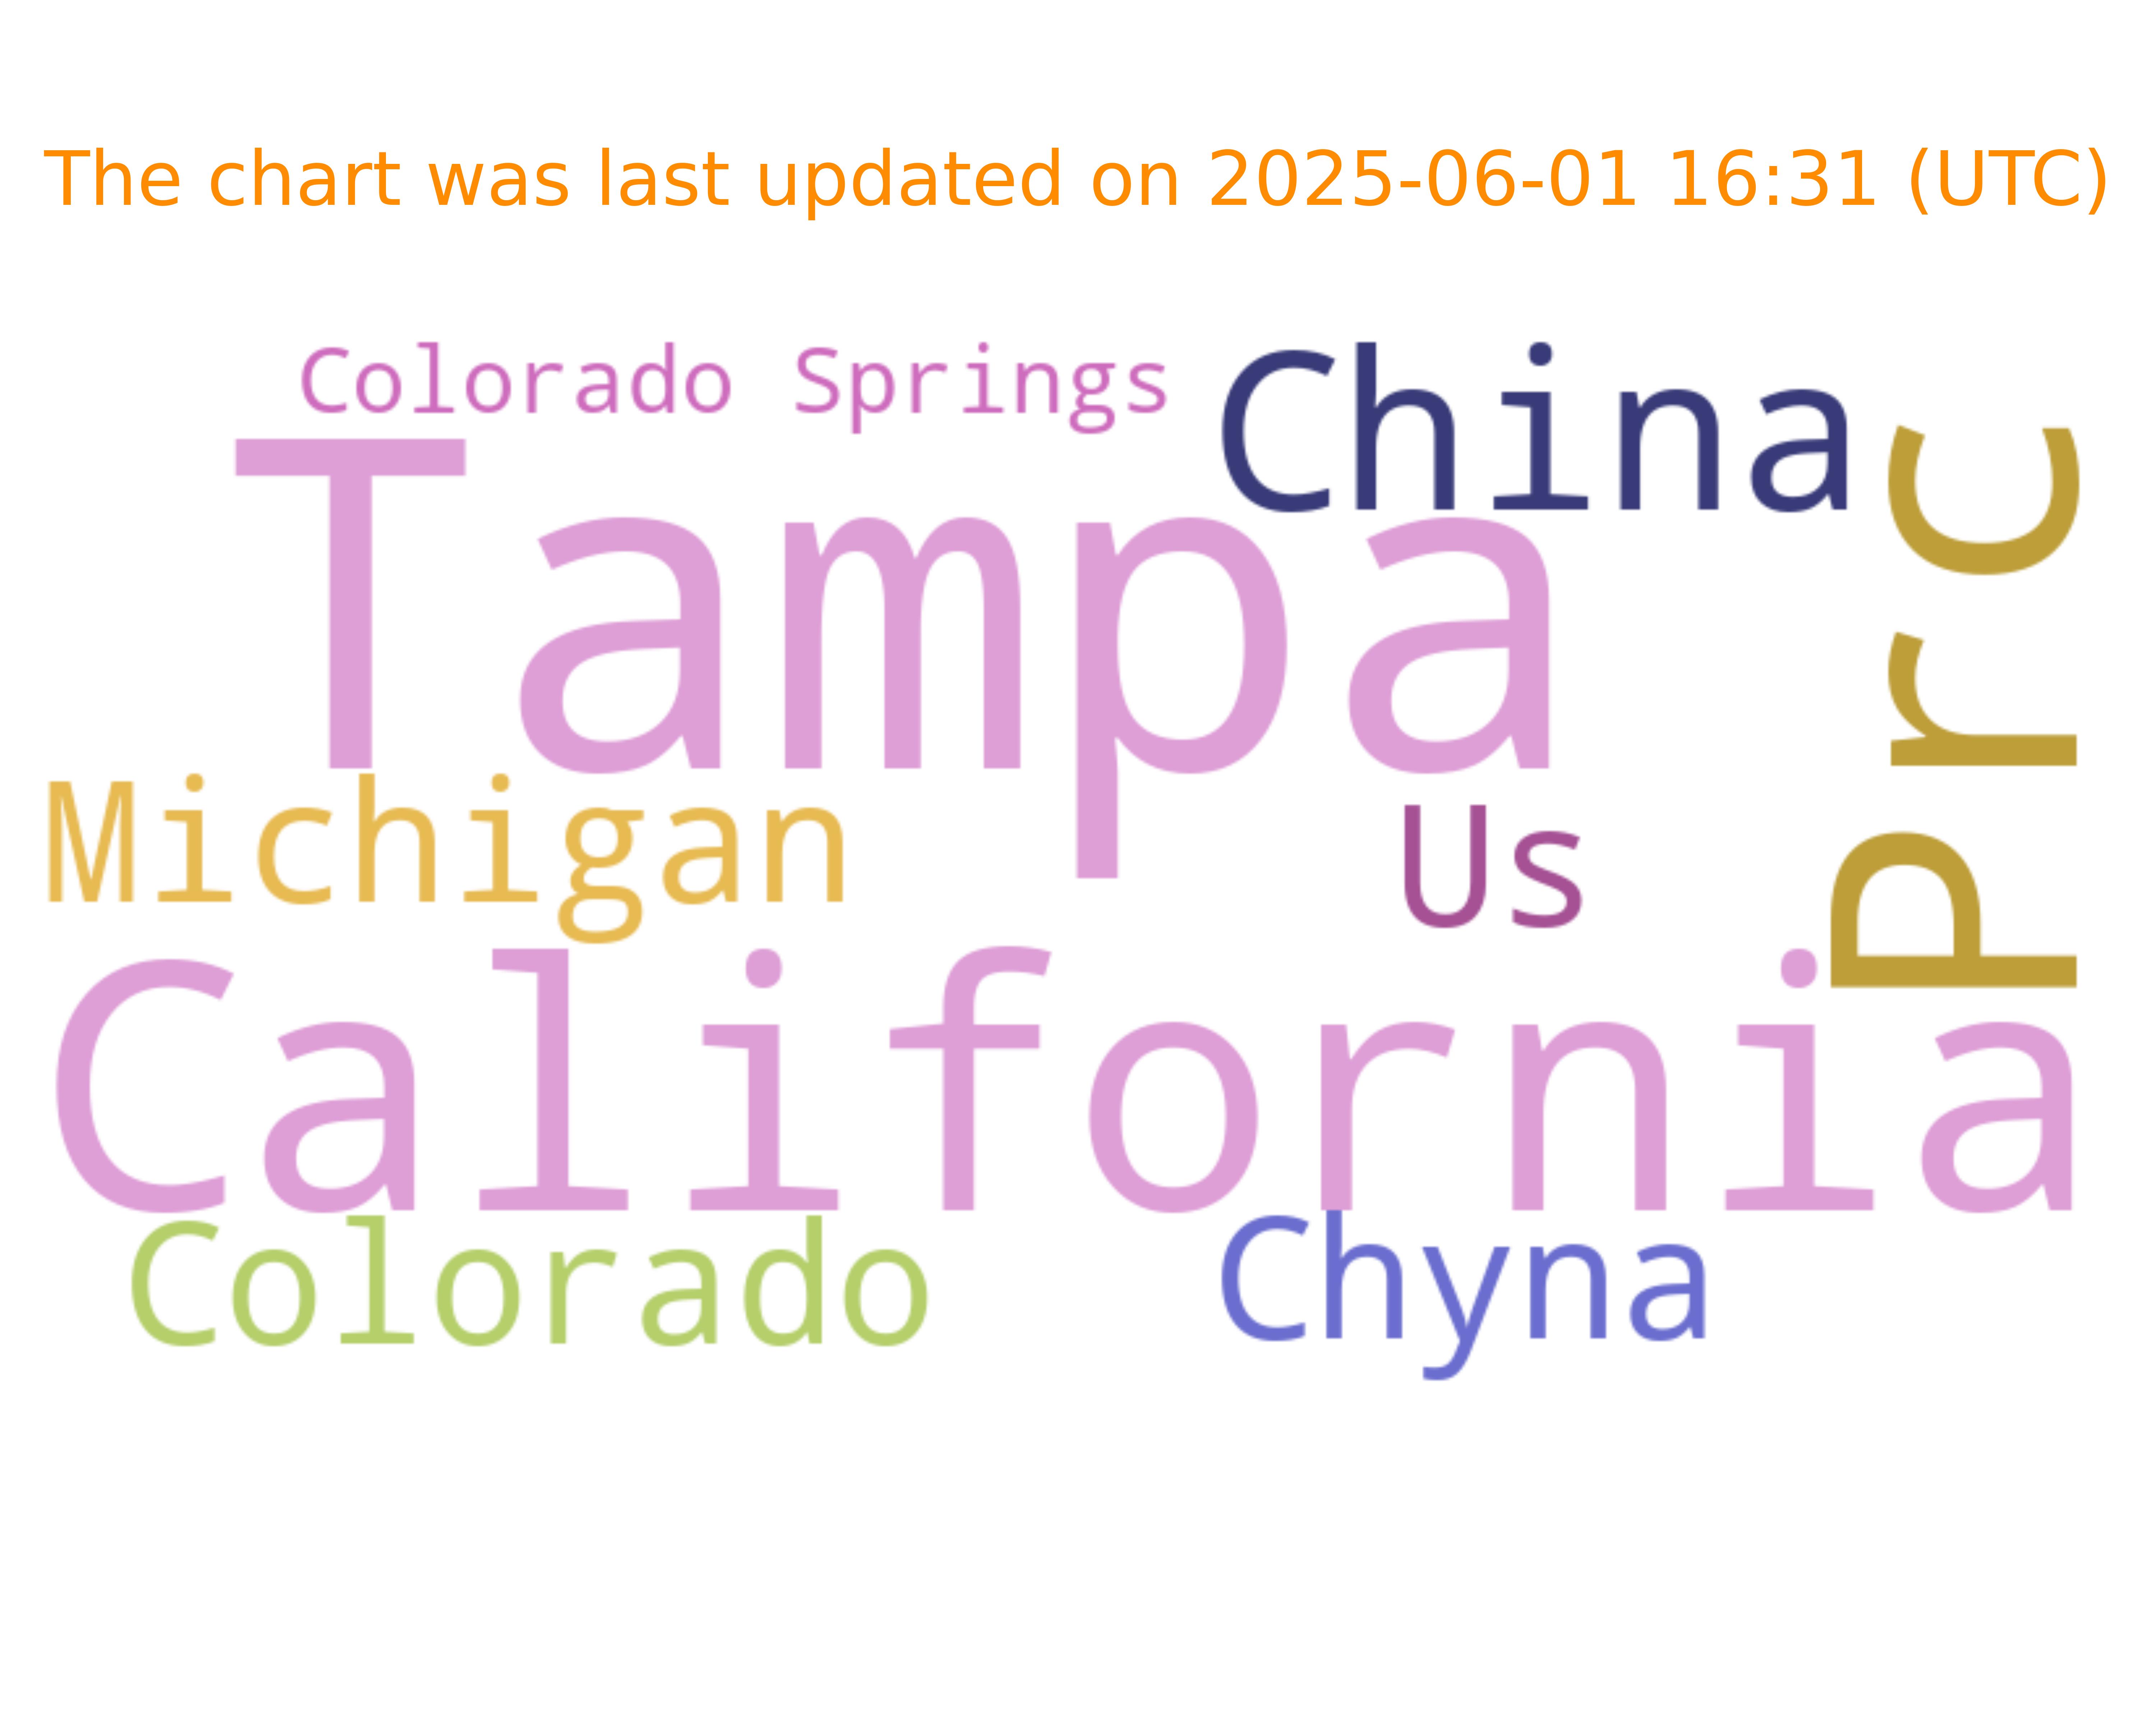 The chart was last updated on 2025-06-01 16:31 (UTC)
Colorado Springs
China
Tampa
Prc
Michigan
Us
California
Colorado
Chyna